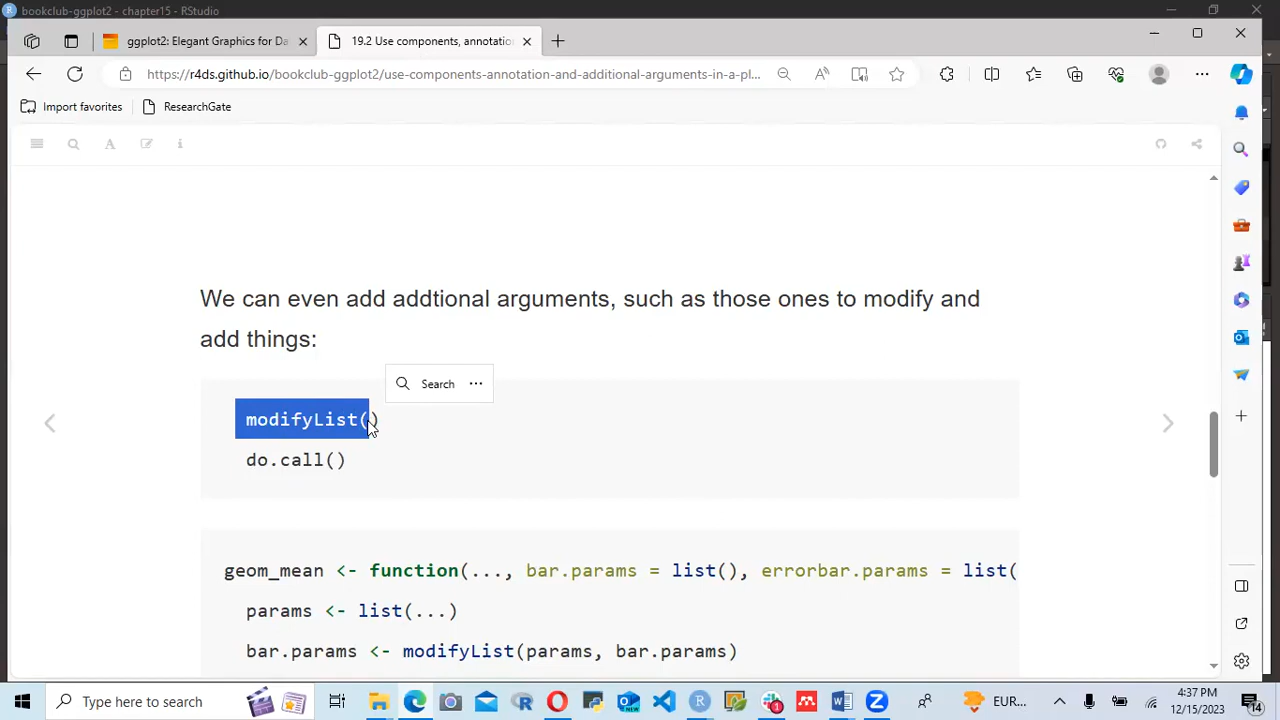 bookclub-ggplot2 - chapter15 - RStudio
ggplot2: Elegant Graphics for Da
19.2 Use components, annotatio
https://r4ds.github.io/bookclub-ggplot2/use-components-annotation-and-additional-arguments-in-a-pl...
Import favorites
ResearchGate
We can even add addtional arguments, such as those ones to modify and
add things:
Search
modifyList()
do.call()
geom_mean <- function(..., bar.params = list(), errorbar.params = list(
params <- list(...)
bar.params <- modifyList(params, bar.params)
Type here to search
EUR...
4:37 PM
12/15/2023
14